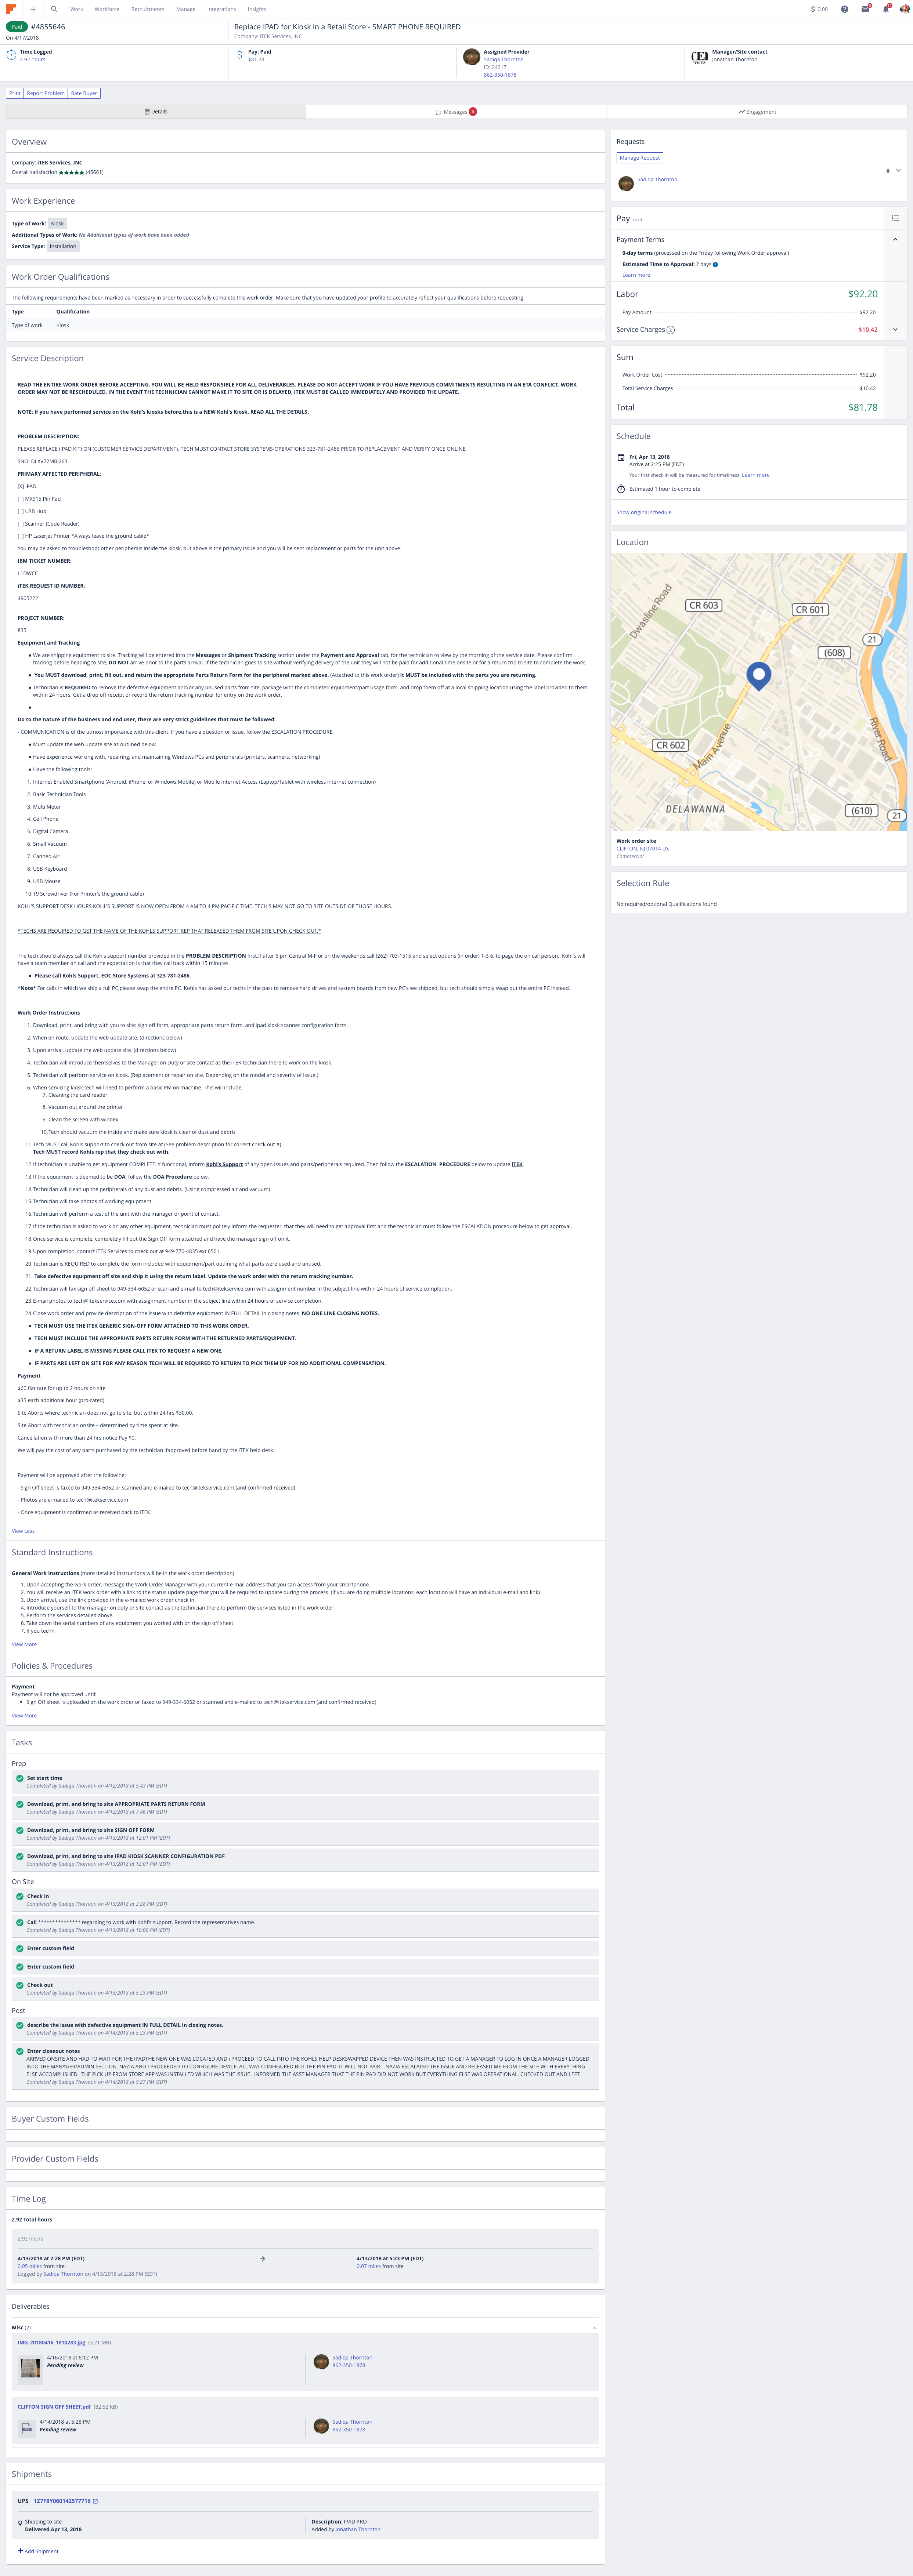 Work
Workforce
Recruitments
Manage
Integrations
Insights
$ 0.00
Paid #4855646
On 4/17/2018
Replace IPAD for Kiosk in a Retail Store - SMART PHONE REQUIRED
Company: iTEK Services, INC
Time Logged
2.92 hours
Pay: Paid
$81.78
Assigned Provider
Sadiqa Thornton
ID: 24217
862-350-1878
Manager/Site contact
Jonathan Thornton
Print
Report Problem
Rate Buyer
Details
Messages
Engagement
Overview
Company: iTEK Services, INC
Overall satisfaction: ★★★★★ (45661)
Work Experience
Type of work: Kiosk
Additional Types of Work: No Additional types of work have been added
Service Type: Installation
Work Order Qualifications
The following requirements have been marked as necessary in order to successfully complete this work order. Make sure that you have updated your profile to accurately reflect your qualifications before requesting.
Type Qualification
Type of work Kiosk
Service Description
READ THE ENTIRE WORK ORDER BEFORE ACCEPTING. YOU WILL BE HELD RESPONSIBLE FOR ALL DELIVERABLES. PLEASE DO NOT ACCEPT WORK IF YOU HAVE PREVIOUS COMMITMENTS RESULTING IN AN ETA CONFLICT. WORK
ORDER MAY NOT BE RESCHEDULED. IN THE EVENT THE TECHNICIAN CANNOT MAKE IT TO SITE OR IS DELAYED, iTEK MUST BE CALLED IMMEDIATELY AND PROVIDED THE UPDATE.
NOTE: If you have performed service on the Kohl's kiosks before,this is a NEW Kohl's Kiosk. READ ALL THE DETAILS.
PROBLEM DESCRIPTION:
PLEASE REPLACE (IPAD KIT) ON (CUSTOMER SERVICE DEPARTMENT). TECH MUST CONTACT STORE SYSTEMS-OPERATIONS 323-781-2486 PRIOR TO REPLACEMENT AND VERIFY ONCE ONLINE.
SNO: DLXV72MBJ263
PRIMARY AFFECTED PERIPHERAL:
[X] IPAD
[ ] MX915 Pin Pad
[ ] USB Hub
[ ] Scanner (Code Reader)
[ ] HP Laserjet Printer *Always leave the ground cable*
You may be asked to troubleshoot other peripherals inside the kiosk, but above is the primary issue and you will be sent replacement or parts for the unit above.
IBM TICKET NUMBER:
L1DWCC
iTEK REQUEST ID NUMBER:
4905222
PROJECT NUMBER:
835
Equipment and Tracking
• We are shipping equipment to site. Tracking will be entered into the Messages or Shipment Tracking section under the Payment and Approval tab, for the technician to view by the morning of the service date. Please confirm
tracking before heading to site, DO NOT arrive prior to the parts arrival. If the technician goes to site without verifying delivery of the unit they will not be paid for additional time onsite or for a return trip to site to complete the work.
• You MUST download, print, fill out, and return the appropriate Parts Return Form for the peripheral marked above. (Attached to this work order) It MUST be included with the parts you are returning.
• Technician is REQUIRED to remove the defective equipment and/or any unused parts from site, package with the completed equipment/part usage form, and drop them off at a local shipping location using the label provided to them
within 24 hours. Get a drop off receipt or record the return tracking number for entry on the work order.
•
Do to the nature of the business and end user, there are very strict guidelines that must be followed:
- COMMUNICATION is of the utmost importance with this client. If you have a question or issue, follow the ESCALATION PROCEDURE.
• Must update the web update site as outlined below.
• Have experience working with, repairing, and maintaining Windows PCs and peripherals (printers, scanners, networking)
• Have the following tools:
1. Internet Enabled Smartphone (Android, iPhone, or Windows Mobile) or Mobile Internet Access (Laptop/Tablet with wireless internet connection)
2. Basic Technician Tools
3. Multi Meter
4. Cell Phone
5. Digital Camera
6. Small Vacuum
7. Canned Air
8. USB Keyboard
9. USB Mouse
10. T9 Screwdriver (For Printer's the ground cable)
KOHL'S SUPPORT DESK HOURS KOHL'S SUPPORT IS NOW OPEN FROM 4 AM TO 4 PM PACIFIC TIME. TECH'S MAY NOT GO TO SITE OUTSIDE OF THOSE HOURS.
*TECHS ARE REQUIRED TO GET THE NAME OF THE KOHLS SUPPORT REP THAT RELEASED THEM FROM SITE UPON CHECK OUT.*
The tech should always call the Kohls support number provided in the PROBLEM DESCRIPTION first.If after 6 pm Central M-F or on the weekends call (262) 703-1515 and select options (in order) 1-3-6, to page the on call person. Kohl's will
have a team member on call and the expectation is that they call back within 15 minutes.
• Please call Kohls Support, EOC Store Systems at 323-781-2486.
*Note* For calls in which we ship a full PC,please swap the entire PC. Kohls has asked our techs in the past to remove hard drives and system boards from new PC's we shipped, but tech should simply swap out the entire PC instead.
Work Order Instructions
1. Download, print, and bring with you to site: sign off form, appropriate parts return form, and ipad kiosk scanner configuration form.
2. When en route, update the web update site. (directions below)
3. Upon arrival, update the web update site. (directions below)
4. Technician will introduce themselves to the Manager on Duty or site contact as the iTEK technician there to work on the kiosk.
5. Technician will perform service on kiosk. (Replacement or repair on site. Depending on the model and severity of issue.)
6. When servicing kiosk tech will need to perform a basic PM on machine. This will include:
7. Cleaning the card reader
8. Vacuum out around the printer
9. Clean the screen with windex
10. Tech should vacuum the inside and make sure kiosk is clear of dust and debris
11. Tech MUST call Kohls support to check out from site at (See problem description for correct check out #).
Tech MUST record Kohls rep that they check out with.
12. If technician is unable to get equipment COMPLETELY functional, inform Kohl's Support of any open issues and parts/peripherals required. Then follow the ESCALATION PROCEDURE below to update iTEK.
13. If the equipment is deemed to be DOA, follow the DOA Procedure below.
14. Technician will clean up the peripherals of any dust and debris. (Using compressed air and vacuum)
15. Technician will take photos of working equipment.
16. Technician will perform a test of the unit with the manager or point of contact.
17. If the technician is asked to work on any other equipment, technician must politely inform the requester, that they will need to get approval first and the technician must follow the ESCALATION procedure below to get approval.
18. Once service is complete, completely fill out the Sign Off form attached and have the manager sign off on it.
19. Upon completion, contact iTEK Services to check out at 949-770-4835 ext 6501
20. Technician is REQUIRED to complete the form included with equipment/part outlining what parts were used and unused.
21. Take defective equipment off site and ship it using the return label. Update the work order with the return tracking number.
22. Technician will fax sign off sheet to 949-334-6052 or scan and e-mail to tech@itekservice.com with assignment number in the subject line within 24 hours of service completion.
23. E-mail photos to tech@itekservice.com with assignment number in the subject line within 24 hours of service completion.
24. Close work order and provide description of the issue with defective equipment IN FULL DETAIL in closing notes. NO ONE LINE CLOSING NOTES.
• TECH MUST USE THE ITEK GENERIC SIGN-OFF FORM ATTACHED TO THIS WORK ORDER.
• TECH MUST INCLUDE THE APPROPRIATE PARTS RETURN FORM WITH THE RETURNED PARTS/EQUIPMENT.
• IF A RETURN LABEL IS MISSING PLEASE CALL ITEK TO REQUEST A NEW ONE.
• IF PARTS ARE LEFT ON SITE FOR ANY REASON TECH WILL BE REQUIRED TO RETURN TO PICK THEM UP FOR NO ADDITIONAL COMPENSATION.
Payment
$60 flat rate for up to 2 hours on site
$35 each additional hour (pro-rated)
Site Aborts where technician does not go to site, but within 24 hrs $30.00.
Site Abort with technician onsite – determined by time spent at site.
Cancellation with more than 24 hrs notice Pay $0.
We will pay the cost of any parts purchased by the technician ifapproved before hand by the iTEK help desk.
Payment will be approved after the following:
- Sign Off sheet is faxed to 949-334-6052 or scanned and e-mailed to tech@itekservice.com (and confirmed received)
- Photos are e-mailed to tech@itekservice.com
- Once equipment is confirmed as received back to iTEK.
View Less
Standard Instructions
General Work Instructions (more detailed instructions will be in the work order description)
1. Upon accepting the work order, message the Work Order Manager with your current e-mail address that you can access from your smartphone.
2. You will receive an iTEK work order with a link to the status update page that you will be required to update during the process. (If you are doing multiple locations, each location will have an individual e-mail and link)
3. Upon arrival, use the link provided in the e-mailed work order check in.
4. Introduce yourself to the manager on duty or site contact as the technician there to perform the services listed in the work order.
5. Perform the services detailed above.
6. Take down the serial numbers of any equipment you worked with on the sign off sheet.
7. If you techn
View More
Policies & Procedures
Payment
Payment will not be approved until:
• Sign Off sheet is uploaded on the work order or faxed to 949-334-6052 or scanned and e-mailed to tech@itekservice.com (and confirmed received)
View More
Tasks
Prep
Set start time
Completed by Sadiqa Thornton on 4/12/2018 at 5:43 PM (EDT)
Download, print, and bring to site APPROPRIATE PARTS RETURN FORM
Completed by Sadiqa Thornton on 4/12/2018 at 7:46 PM (EDT)
Download, print, and bring to site SIGN OFF FORM
Completed by Sadiqa Thornton on 4/13/2018 at 12:01 PM (EDT)
Download, print, and bring to site IPAD KIOSK SCANNER CONFIGURATION PDF
Completed by Sadiqa Thornton on 4/13/2018 at 12:01 PM (EDT)
On Site
Check in
Completed by Sadiqa Thornton on 4/13/2018 at 2:28 PM (EDT)
Call *************** regarding to work with Kohl's support. Record the representatives name.
Completed by Sadiqa Thornton on 4/13/2018 at 10:00 PM (EDT)
Enter custom field
Enter custom field
Check out
Completed by Sadiqa Thornton on 4/13/2018 at 5:23 PM (EDT)
Post
describe the issue with defective equipment IN FULL DETAIL in closing notes.
Completed by Sadiqa Thornton on 4/14/2018 at 5:23 PM (EDT)
Enter closeout notes
ARRIVED ONSITE AND HAD TO WAIT FOR THE IPADTHE NEW ONE WAS LOCATED AND I PROCEED TO CALL INTO THE KOHLS HELP DESKSWAPPED DEVICE THEN WAS INSTRUCTED TO GET A MANAGER TO LOG IN ONCE A MANAGER LOGGED
INTO THE MANAGER/ADMIN SECTION, NAZIA AND I PROCEEDED TO CONFIGURE DEVICE. ALL WAS CONFIGURED BUT THE PIN PAD. IT WILL NOT PAIR. NAZIA ESCALATED THE ISSUE AND RELEASED ME FROM THE SITE WITH EVERYTHING
ELSE ACCOMPLISHED. THE PICK UP FROM STORE APP WAS INSTALLED WHICH WAS THE ISSUE. INFORMED THE ASST MANAGER THAT THE PIN PAD DID NOT WORK BUT EVERYTHING ELSE WAS OPERATIONAL. CHECKED OUT AND LEFT.
Completed by Sadiqa Thornton on 4/14/2018 at 5:27 PM (EDT)
Buyer Custom Fields
Provider Custom Fields
Time Log
2.92 Total hours
2.92 hours
4/13/2018 at 2:28 PM (EDT)
0.05 miles from site
Logged by Sadiqa Thornton on 4/13/2018 at 2:28 PM (EDT)
4/13/2018 at 5:23 PM (EDT)
0.07 miles from site
Deliverables
Misc (2)
IMG_20180416_1810283.jpg (3.21 MB)
4/16/2018 at 6:12 PM
Pending review
Sadiqa Thornton
862-350-1878
CLIFTON SIGN OFF SHEET.pdf (82.52 KB)
4/14/2018 at 5:28 PM
Pending review
Sadiqa Thornton
862-350-1878
Shipments
UPS 1Z7F8Y060142577716
Shipping to site
Delivered Apr 13, 2018
Description: IPAD PRO
Added by Jonathan Thornton
+ Add Shipment
Requests
Manage Request
Sadiqa Thornton
Pay
Payment Terms
0-day terms (processed on the Friday following Work Order approval)
Estimated Time to Approval: 2 days
Learn more
Labor $92.20
Pay Amount $92.20
Service Charges 2 $10.42
Sum
Work Order Cost $92.20
Total Service Charges $10.42
Total $81.78
Schedule
Fri, Apr 13, 2018
Arrive at 2:25 PM (EDT)
Your first check in will be measured for timeliness. Learn more
Estimated 1 hour to complete
Show original schedule
Location
Dwasline Road
CR 603
CR 601
21
(608)
CR 602
Main Avenue
River Road
DELAWANNA
(610)
21
Work order site
CLIFTON, NJ 07014 US
Commercial
Selection Rule
No required/optional Qualifications found